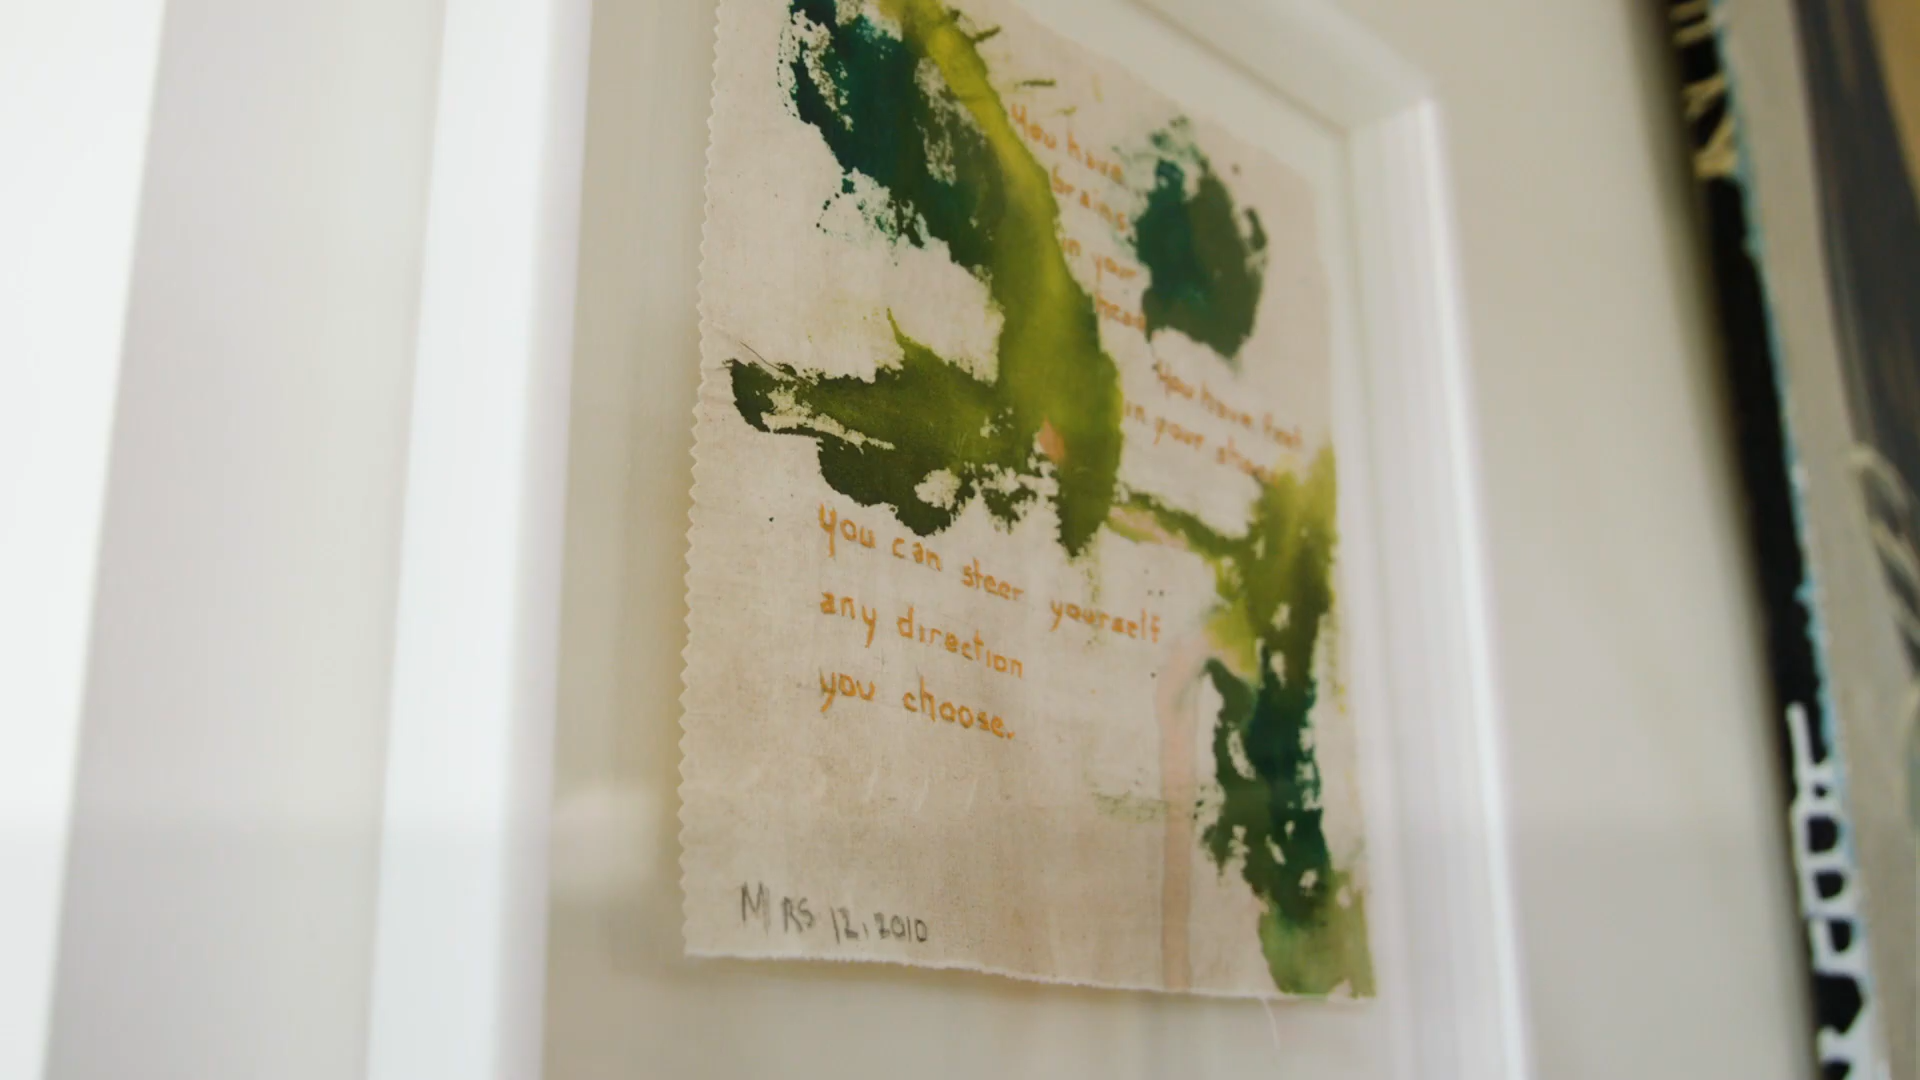 You have
brains
in your
head
You have feet
in your shoes
you can steer yourself
any direction
you choose.
MRS 12.2010